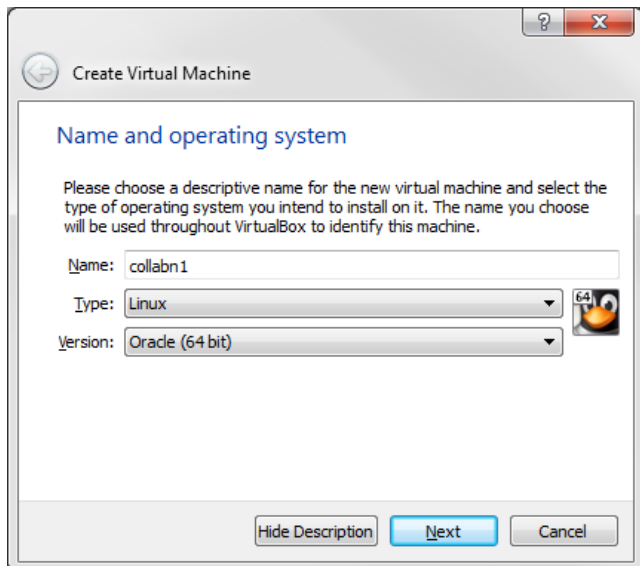 ?
X
Create Virtual Machine
Name and operating system
Please choose a descriptive name for the new virtual machine and select the
type of operating system you intend to install on it. The name you choose
will be used throughout VirtualBox to identify this machine.
Name: collabn1
Type: Linux
64
Version: Oracle (64 bit)
Hide Description Next Cancel